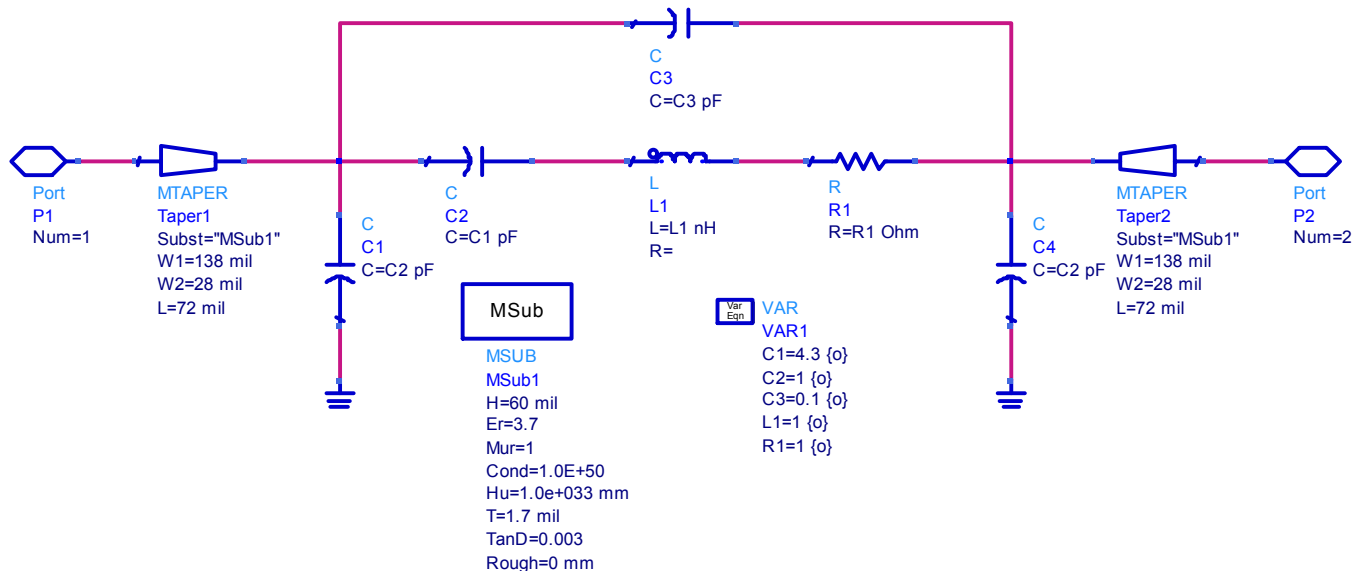 C
C3
C=C3 pF
Port
P1
Num=1
MTAPER
Taper1
Subst="MSub1"
W1=138 mil
W2=28 mil
L=72 mil
C
C1
C=C2 pF
C
C2
C=C1 pF
L
L1
L=L1 nH
R=
R
R1
R=R1 Ohm
C
C4
C=C2 pF
MTAPER
Taper2
Subst="MSub1"
W1=138 mil
W2=28 mil
L=72 mil
Port
P2
Num=2
MSub
MSUB
MSub1
H=60 mil
Er=3.7
Mur=1
Cond=1.0E+50
Hu=1.0e+033 mm
T=1.7 mil
TanD=0.003
Rough=0 mm
Var
Eqn
VAR
VAR1
C1=4.3 {o}
C2=1 {o}
C3=0.1 {o}
L1=1 {o}
R1=1 {o}